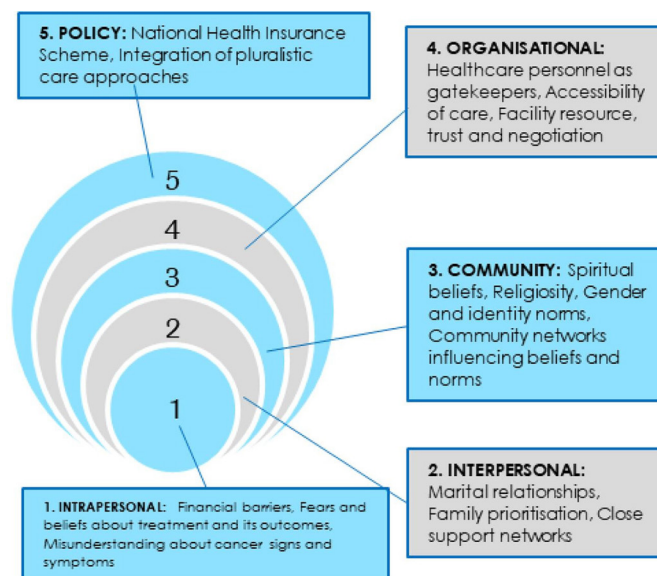 5. POLICY: National Health Insurance
Scheme, Integration of pluralistic
care approaches
4. ORGANISATIONAL:
Healthcare personnel as
gatekeepers, Accessibility
of care, Facility resource,
trust and negotiation
5
4
3
2
1
3. COMMUNITY: Spiritual
beliefs, Religiosity, Gender
and identity norms,
Community networks
influencing beliefs and
norms
2. INTERPERSONAL:
Marital relationships,
Family prioritisation, Close
support networks
1. INTRAPERSONAL: Financial barriers, Fears and
beliefs about treatment and its outcomes,
Misunderstanding about cancer signs and
symptoms